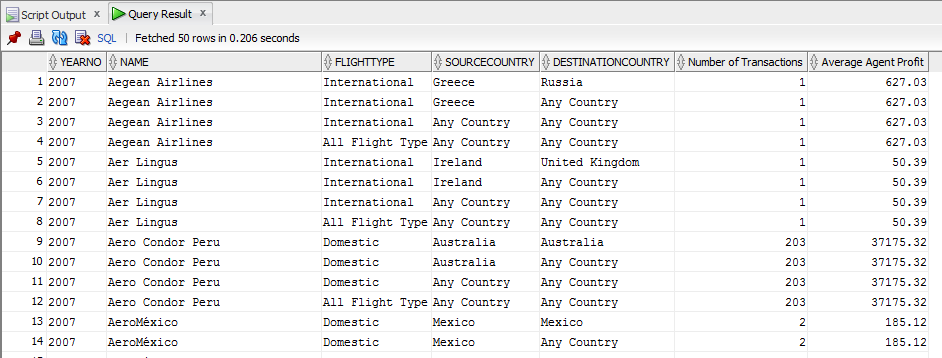 Script Output x Query Result x
SQL | Fetched 50 rows in 0.206 seconds
YEARNO NAME FLIGHTTYPE SOURCECOUNTRY DESTINATIONCOUNTRY Number of Transactions Average Agent Profit
1 2007 Aegean Airlines International Greece Russia 1 627.03
2 2007 Aegean Airlines International Greece Any Country 1 627.03
3 2007 Aegean Airlines International Any Country Any Country 1 627.03
4 2007 Aegean Airlines All Flight Type Any Country Any Country 1 627.03
5 2007 Aer Lingus International Ireland United Kingdom 1 50.39
6 2007 Aer Lingus International Ireland Any Country 1 50.39
7 2007 Aer Lingus International Any Country Any Country 1 50.39
8 2007 Aer Lingus All Flight Type Any Country Any Country 1 50.39
9 2007 Aero Condor Peru Domestic Australia Australia 203 37175.32
10 2007 Aero Condor Peru Domestic Australia Any Country 203 37175.32
11 2007 Aero Condor Peru Domestic Any Country Any Country 203 37175.32
12 2007 Aero Condor Peru All Flight Type Any Country Any Country 203 37175.32
13 2007 AeroMéxico Domestic Mexico Mexico 2 185.12
14 2007 AeroMéxico Domestic Mexico Any Country 2 185.12